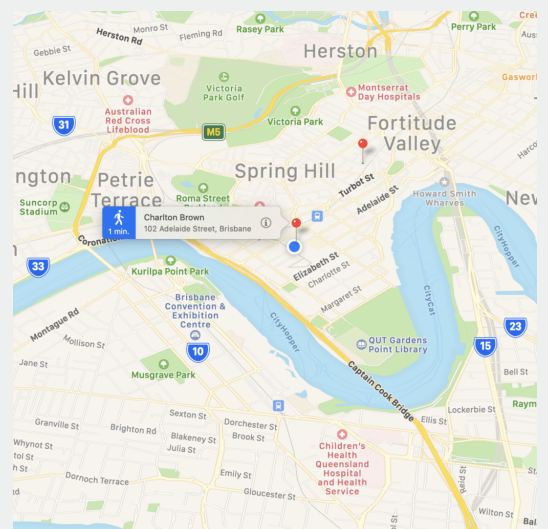 Monro St
Rasey Park
Perry Park
Herston Rd
Fleming Rd
Gebbie St
Herston
Kelvin Grove
Victoria
Park Golf
Montserrat
Day Hospitals
Australian
Red Cross
Lifeblood
31
M5
Victoria Park
Fortitude
Valley
Spring Hill
Petrie
Terrace
Roma Street
Turbot St
Adelaide St
Howard Smith
Wharves
Suncorp
Stadium
1 min.
Charlton Brown
102 Adelaide Street, Brisbane
33
Kurilpa Point Park
Elizabeth St
Charlotte St
Margaret St
CityHopper
CityCat
Brisbane
Convention &
Exhibition
Centre
CityHopper
Montague Rd
Mollison St
10
QUT Gardens
Point Library
23
15
Jane St
Musgrave Park
Captain Cook Bridge
Bell St
Sexton St
Lockerbie St
Granville St
Brighton Rd
Blakeney St
Dorchester St
Ellis St
Brook St
Julia St
Whynot St
Children's
Health
Queensland
Hospital
and Health
Service
Dornoch Terrace
Emily St
Gloucester St
Reid St
Wilton St